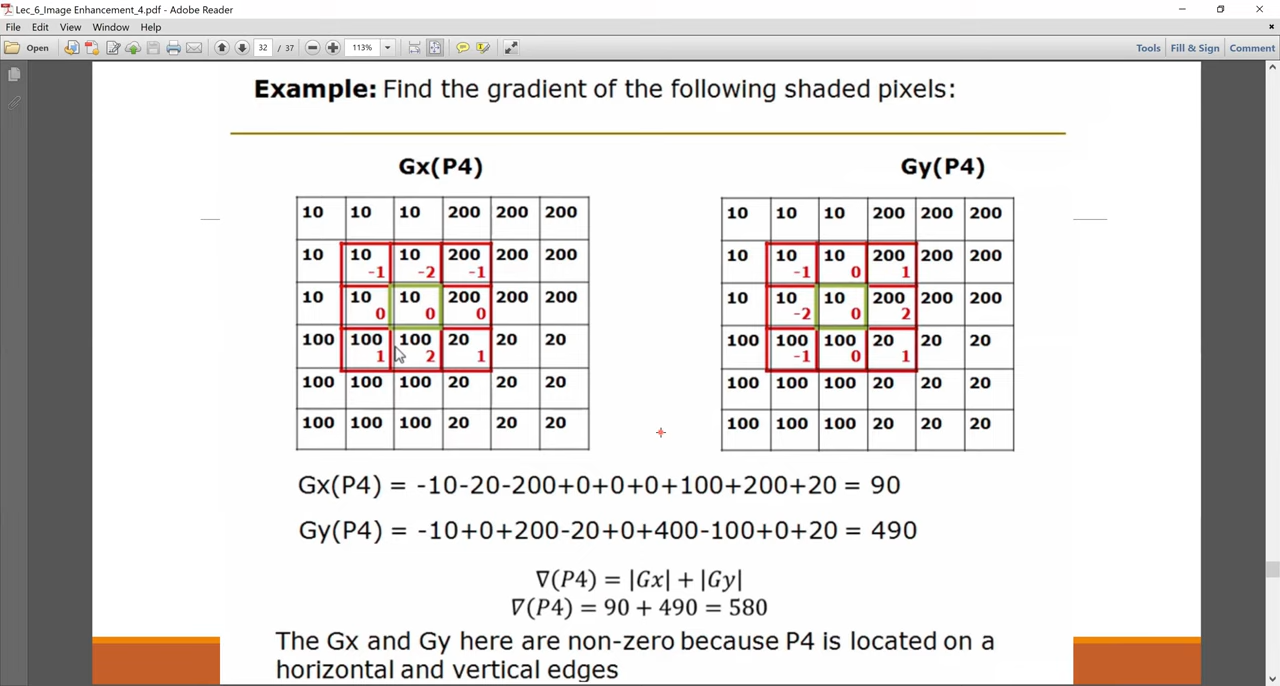 Lec_6_Image Enhancement_4.pdf - Adobe Reader
File Edit View Window Help
Open 32 / 37 113% Tools Fill & Sign Comment
Example: Find the gradient of the following shaded pixels:
Gx(P4) Gy(P4)
10 10 10 200 200 200 10 10 10 200 200 200
10 10 10 200 200 200 10 10 10 200 200 200
-1 -2 -1 -1 0 1
10 10 10 200 200 200 10 10 10 200 200 200
0 0 0 -2 0 2
100 100 100 20 20 20 100 100 100 20 20 20
1 2 1 -1 0 1
100 100 100 20 20 20 100 100 100 20 20 20
100 100 100 20 20 20 100 100 100 20 20 20
Gx(P4) = -10-20-200+0+0+0+100+200+20 = 90
Gy(P4) = -10+0+200-20+0+400-100+0+20 = 490
∇(P4) = |Gx| + |Gy|
∇(P4) = 90 + 490 = 580
The Gx and Gy here are non-zero because P4 is located on a
horizontal and vertical edges